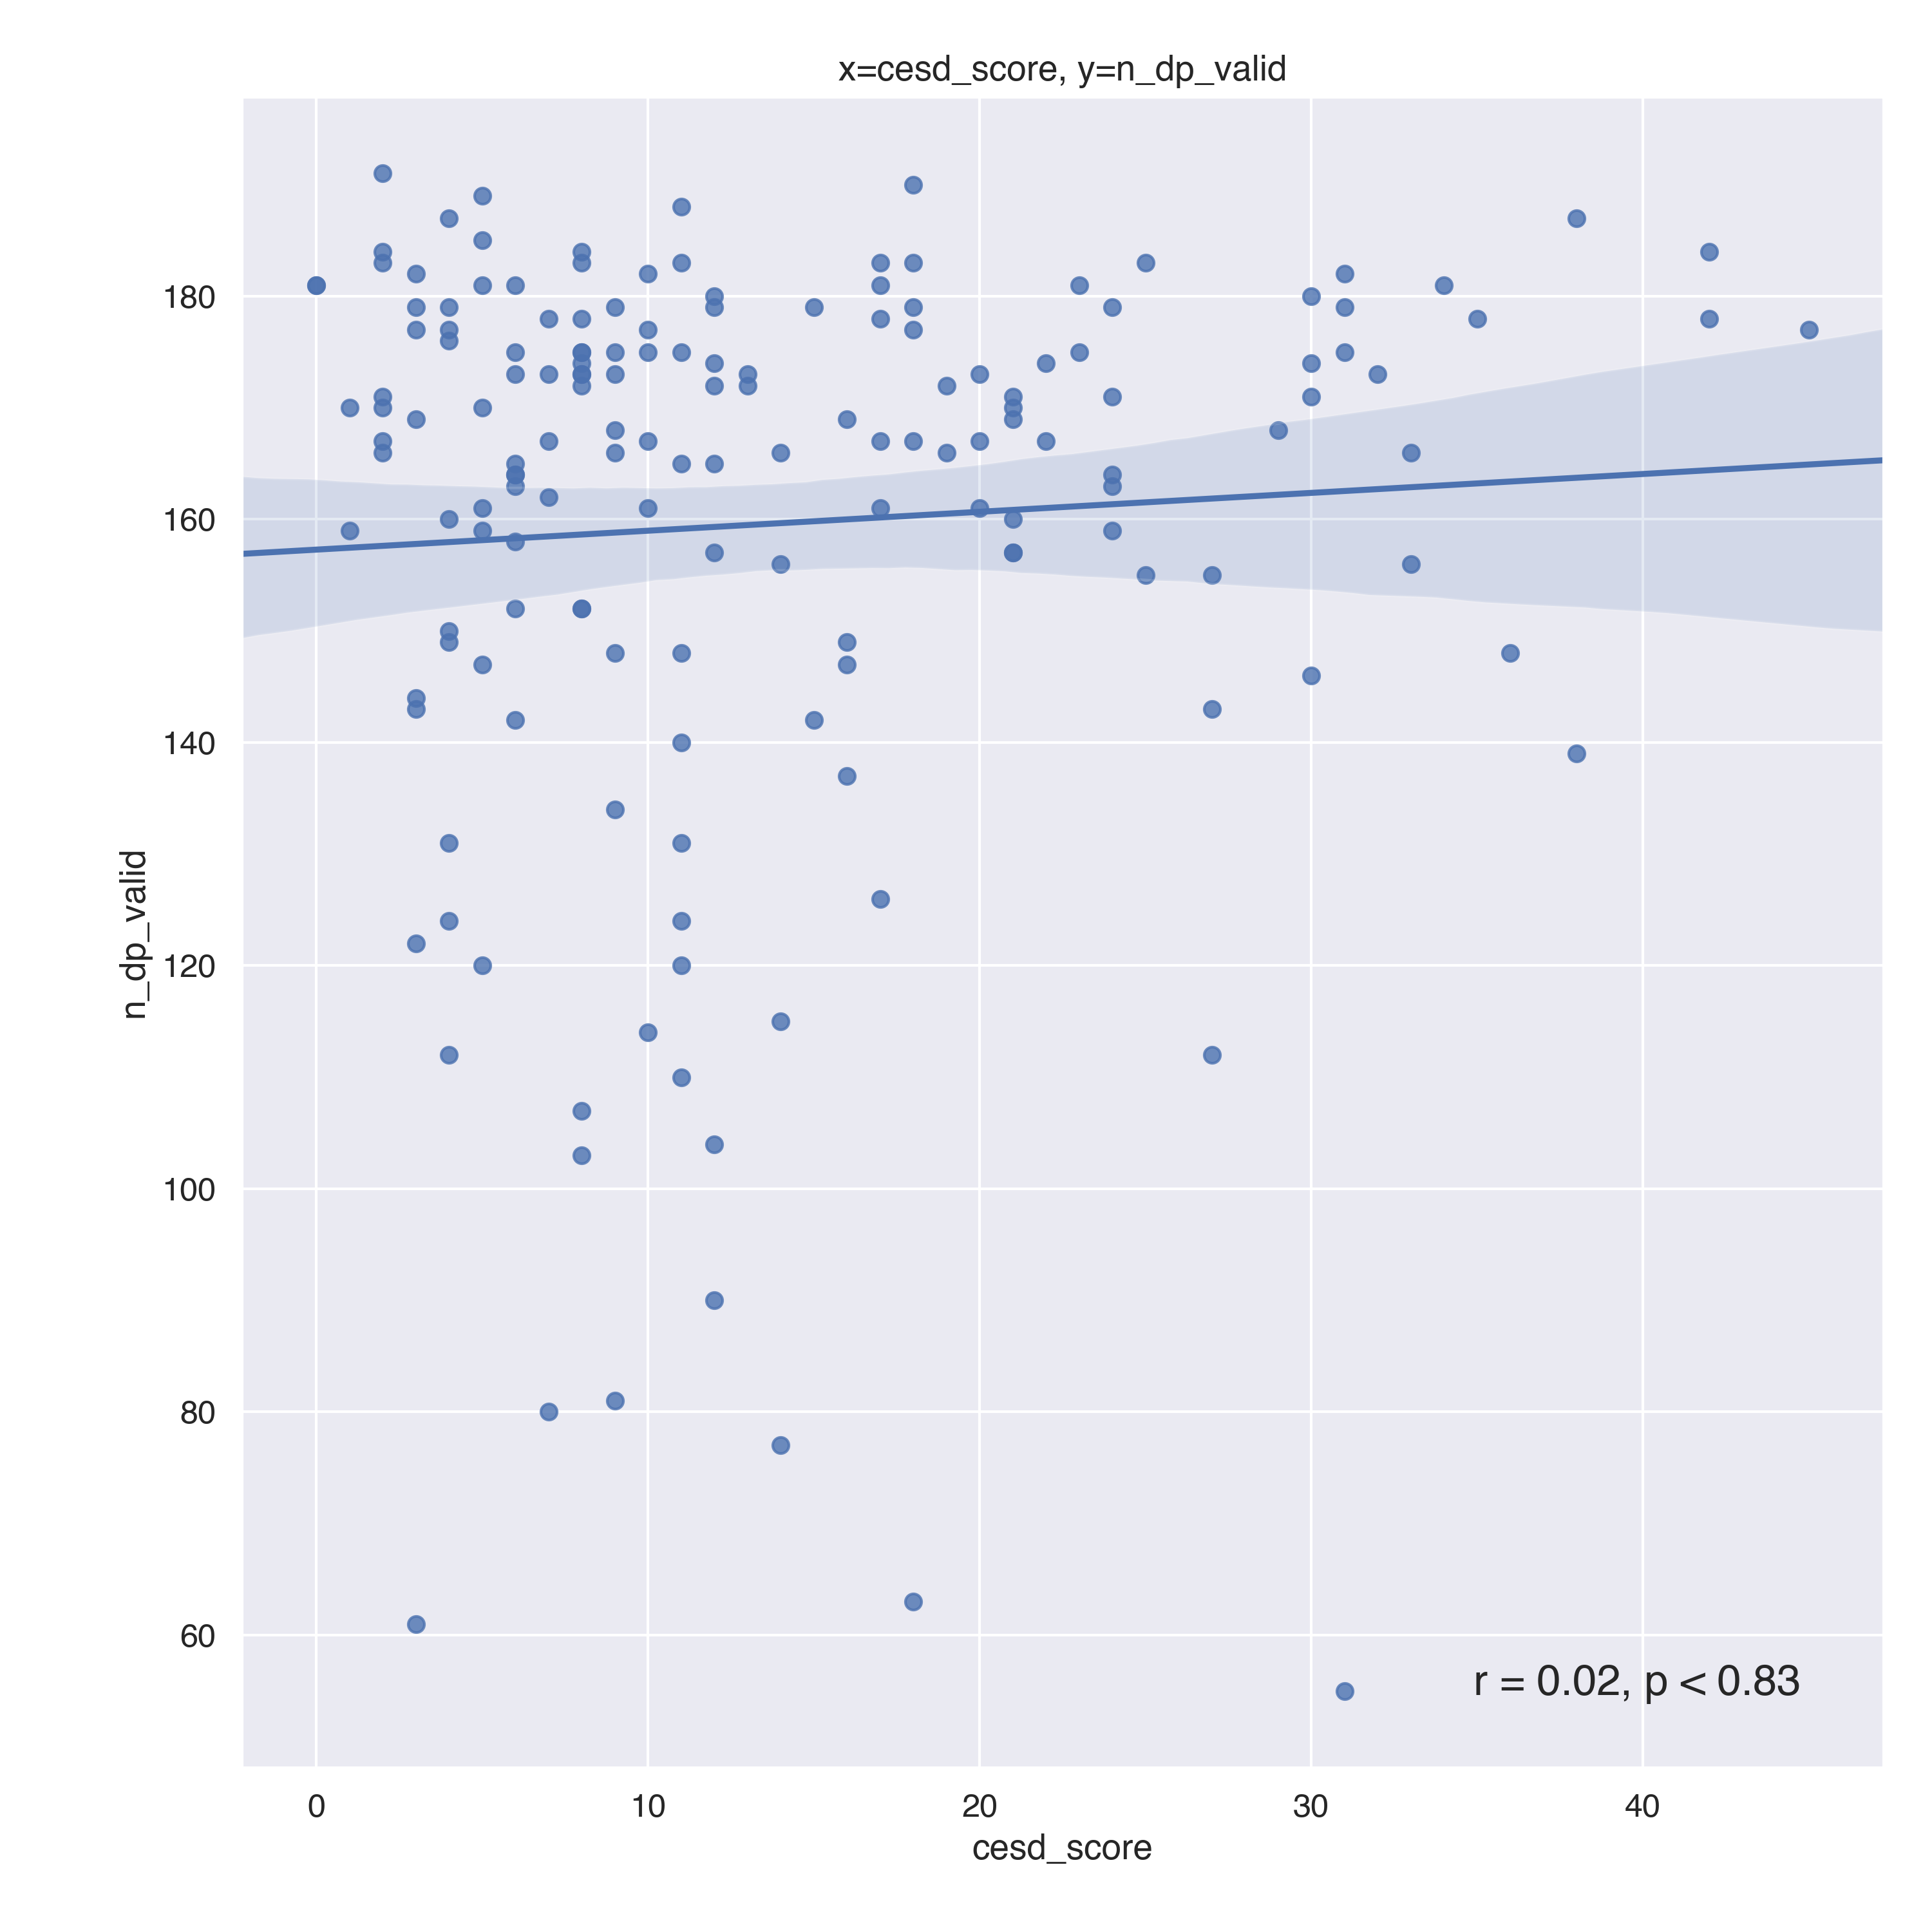 x=cesd_score, y=n_dp_valid
n_dp_valid
180
160
140
120
100
80
60
r = 0.02, p < 0.83
0 10 20 30 40
cesd_score